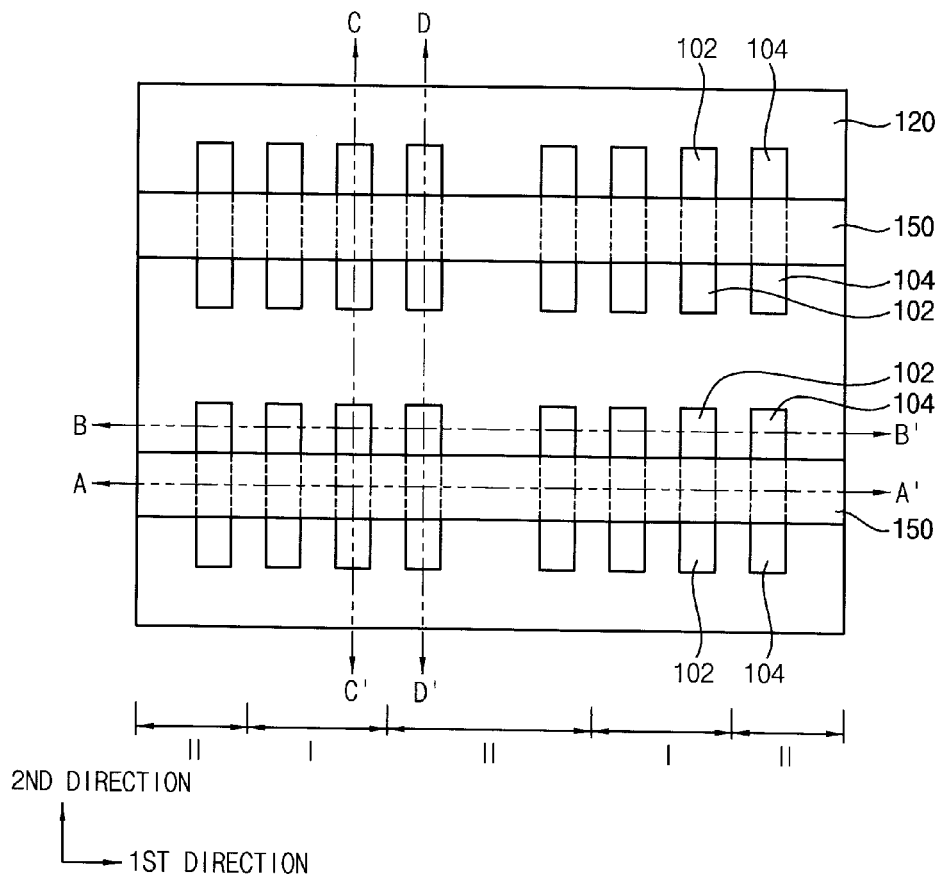 C D
102 104
120
150
104
102
102
104
B B'
A A'
150
C' D' 102 104
II I II I II
2ND DIRECTION
1ST DIRECTION